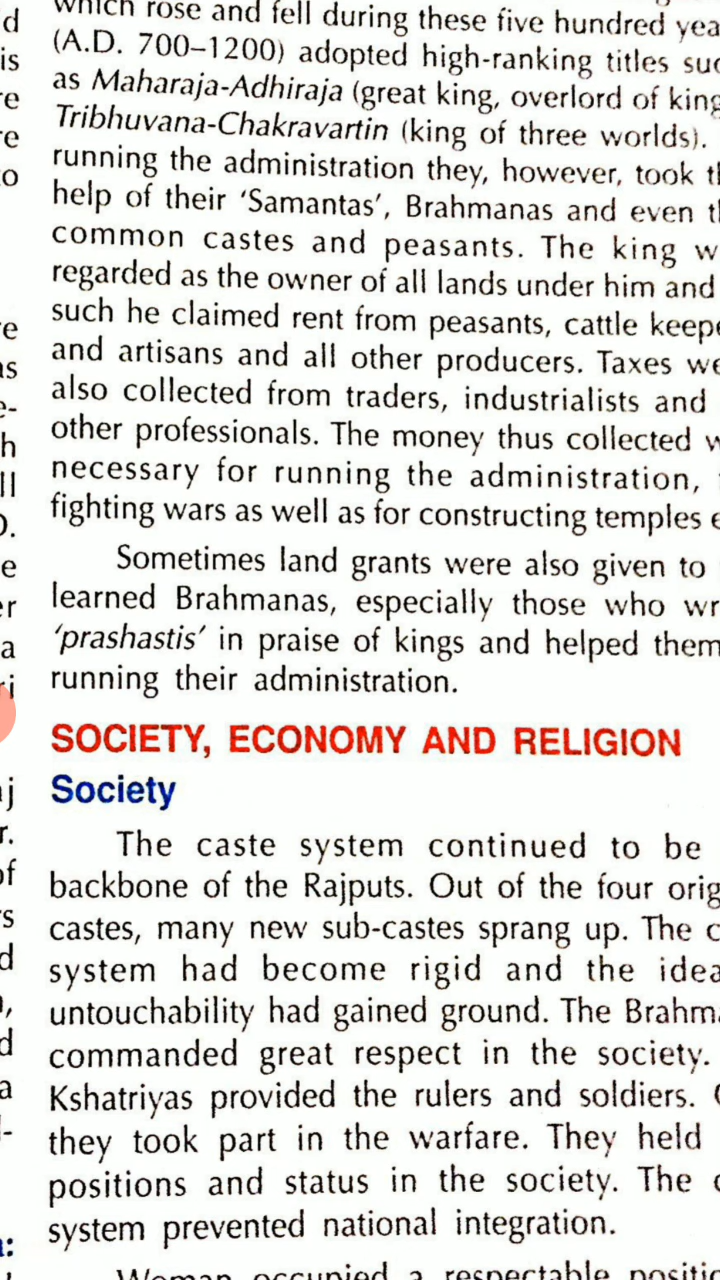 which rose and fell during these five hundred
(A.D. 700–1200) adopted high-ranking titles
as Maharaja-Adhiraja (great king, overlord of
Tribhuvana-Chakravartin (king of three worlds).
running the administration they, however, took
help of their ‘Samantas’, Brahmanas and even
common castes and peasants. The king
regarded as the owner of all lands under him and
such he claimed rent from peasants, cattle
and artisans and all other producers. Taxes
also collected from traders, industrialists and
other professionals. The money thus collected
necessary for running the administration,
fighting wars as well as for constructing temples
Sometimes land grants were also given to
learned Brahmanas, especially those who
‘prashastis’ in praise of kings and helped them
running their administration.
SOCIETY, ECONOMY AND RELIGION
Society
The caste system continued to be
backbone of the Rajputs. Out of the four
castes, many new sub-castes sprang up. The
system had become rigid and the
untouchability had gained ground. The
commanded great respect in the society.
Kshatriyas provided the rulers and soldiers.
they took part in the warfare. They held
positions and status in the society. The
system prevented national integration.
Woman occupied a respectable